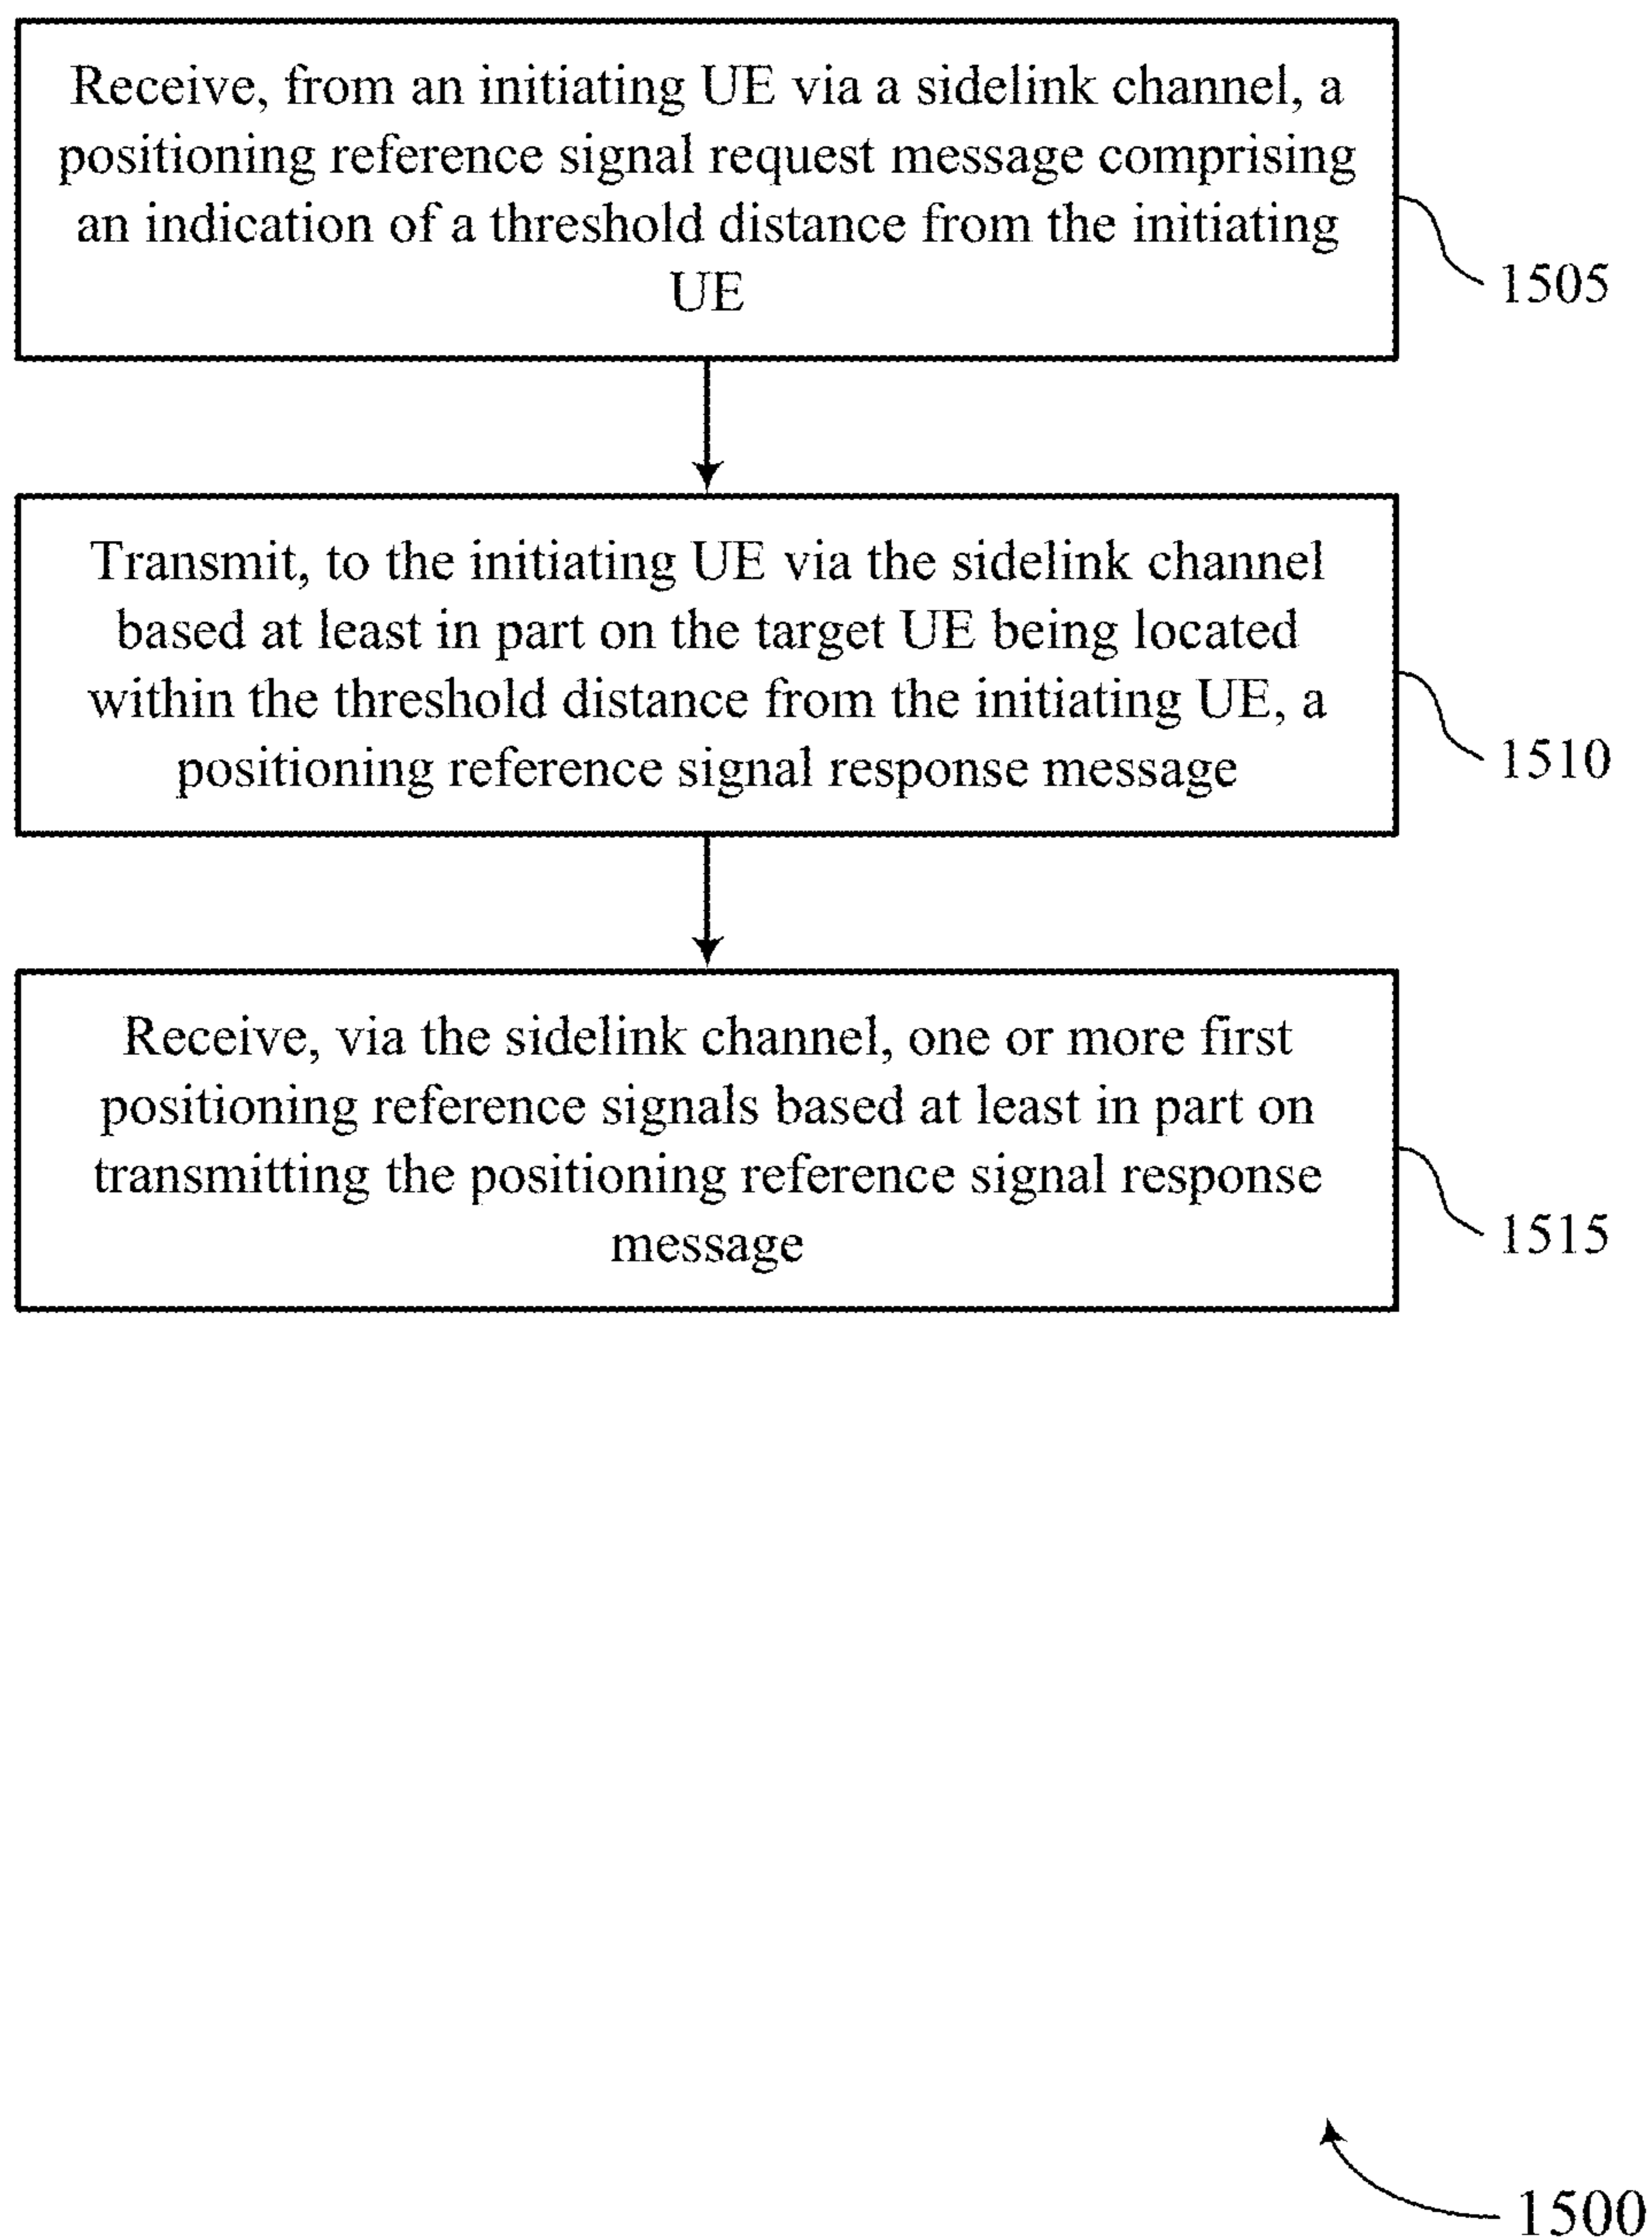 Receive, from an initiating UE via a sidelink channel, a
positioning reference signal request message comprising
an indication of a threshold distance from the initiating
UE
1505
Transmit, to the initiating UE via the sidelink channel
based at least in part on the target UE being located
within the threshold distance from the initiating UE, a
positioning reference signal response message
1510
Receive, via the sidelink channel, one or more first
positioning reference signals based at least in part on
transmitting the positioning reference signal response
message
1515
1500